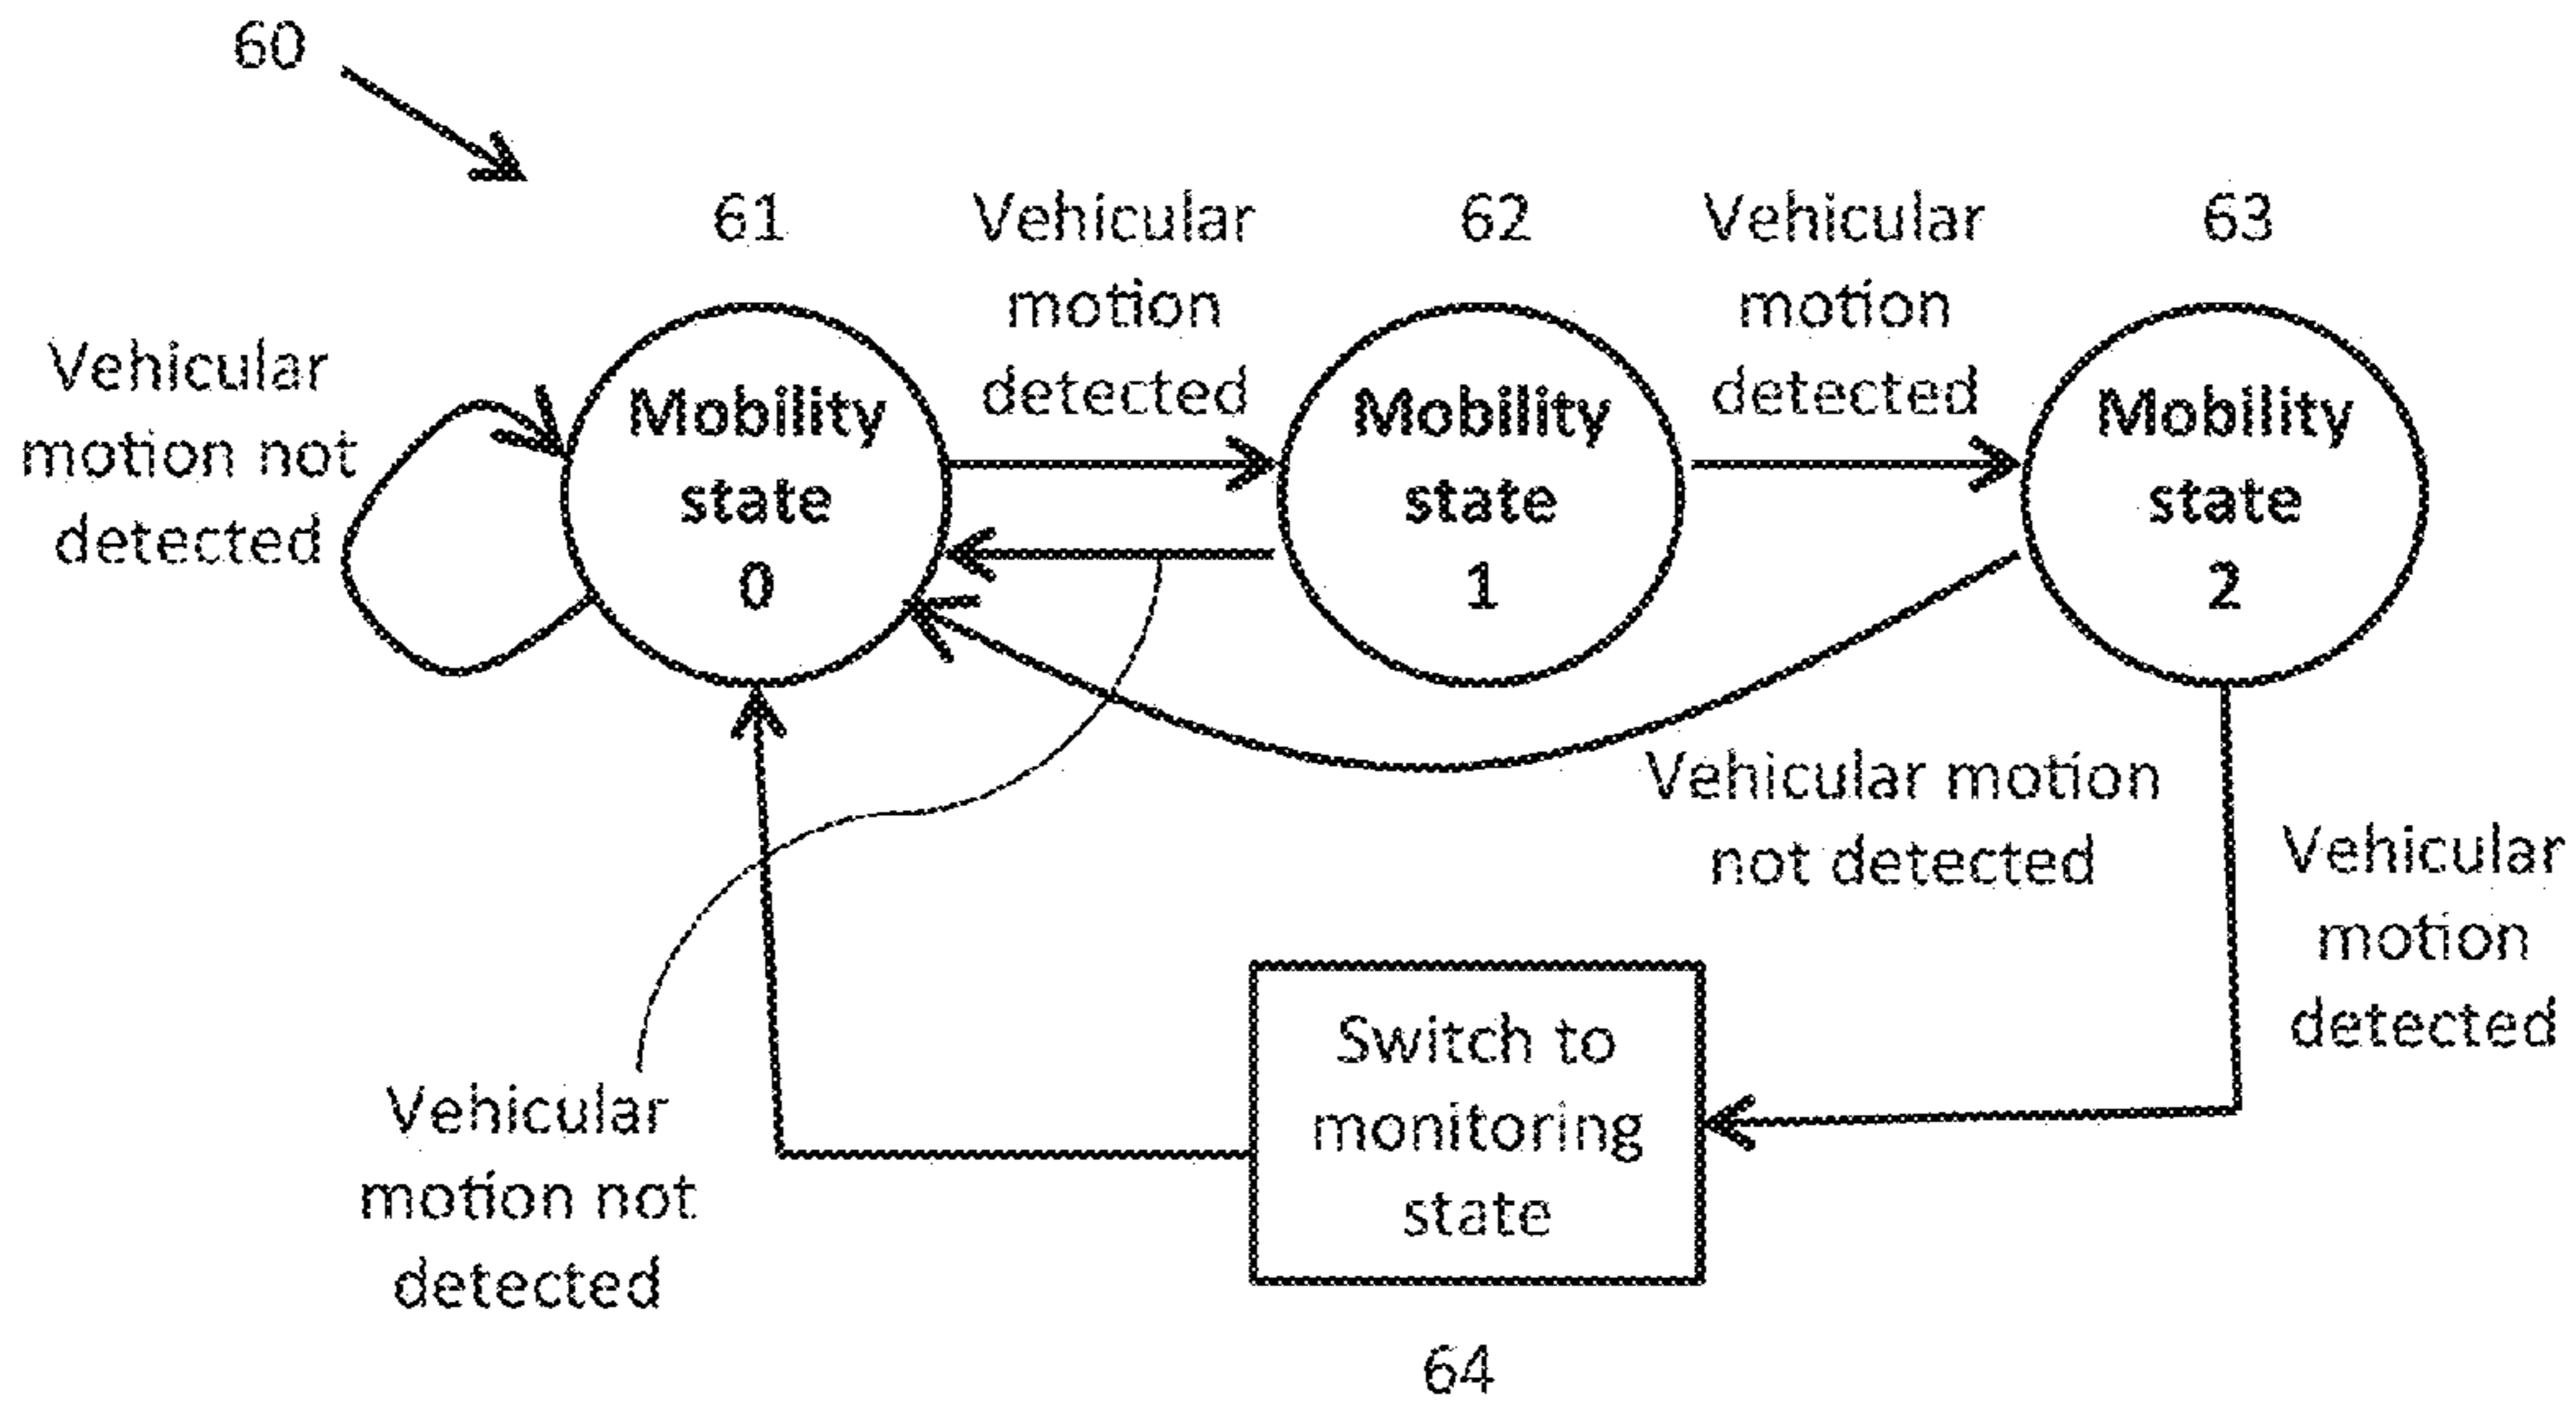 60
61
Vehicular
motion
detected
62
Vehicular
motion
detected
63
Vehicular
motion not
detected
Mobility
state
0
Mobility
state
1
Mobility
state
2
Vehicular motion
not detected
Vehicular
motion
detected
Switch to
monitoring
state
Vehicular
motion not
detected
64